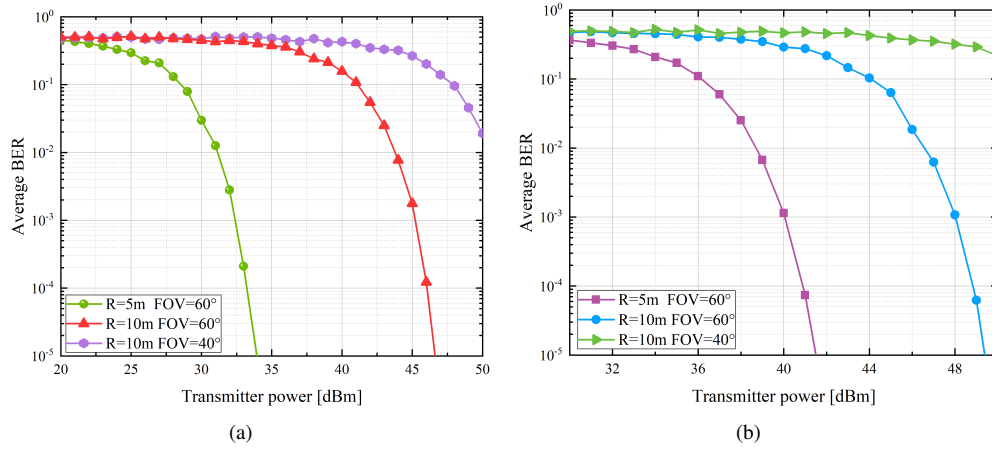 10^0
10^-1
10^-2
10^-3
10^-4
10^-5
Average BER
R=5m FOV=60°
R=10m FOV=60°
R=10m FOV=40°
20 25 30 35 40 45 50
Transmitter power [dBm]
(a)
10^0
10^-1
10^-2
10^-3
10^-4
10^-5
Average BER
R=5m FOV=60°
R=10m FOV=60°
R=10m FOV=40°
32 36 40 44 48
Transmitter power [dBm]
(b)